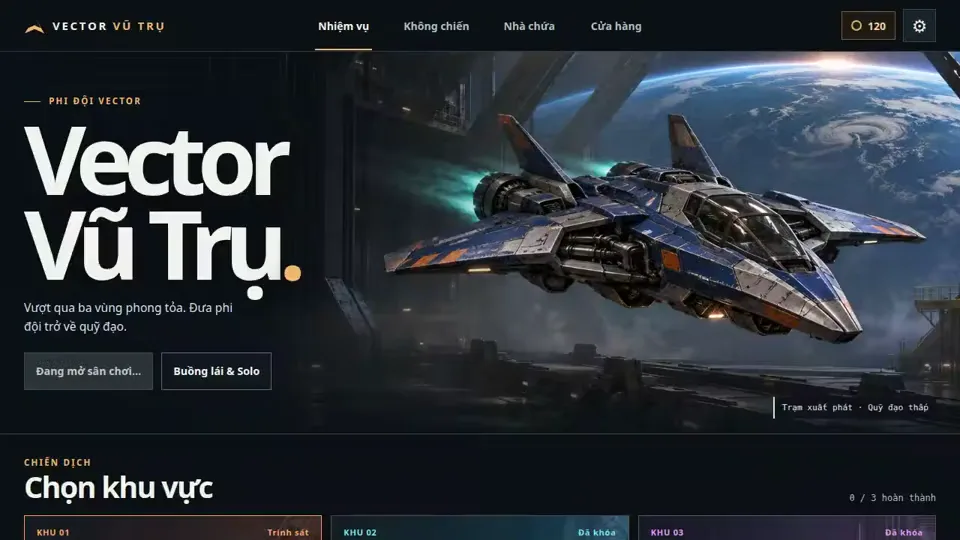 VECTOR VŨ TRỤ
Nhiệm vụ
Không chiến
Nhà chứa
Cửa hàng
120
PHI ĐỘI VECTOR
Vector
Vũ Trụ.
Vượt qua ba vùng phong tỏa. Đưa phi
đội trở về quỹ đạo.
Đang mở sân chơi...
Buồng lái & Solo
Trạm xuất phát · Quỹ đạo thấp
CHIẾN DỊCH
Chọn khu vực
0 / 3 hoàn thành
KHU 01
Trinh sát
KHU 02
Đã khóa
KHU 03
Đã khóa